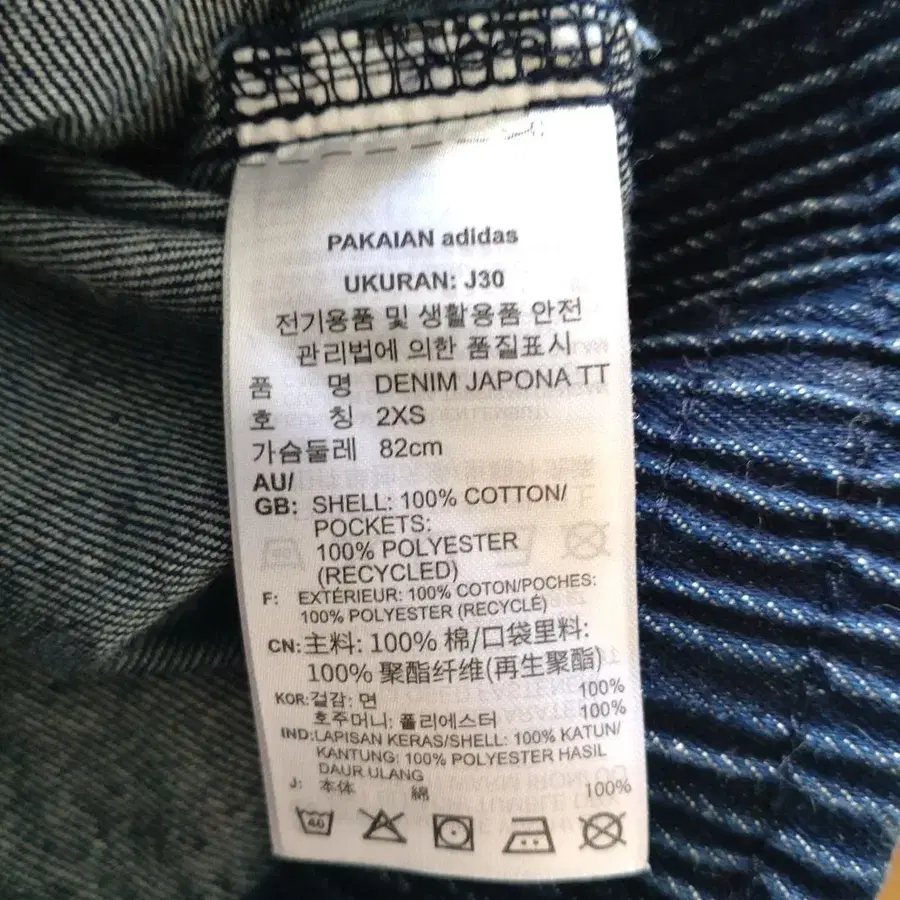 PAKAIAN adidas
UKURAN: J30
전기용품 및 생활용품 안전
관리법에 의한 품질표시
품 명 DENIM JAPONA TT
호 칭 2XS
가슴둘레 82cm
AU/
GB: SHELL: 100% COTTON/
POCKETS:
100% POLYESTER
(RECYCLED)
F: EXTÉRIEUR: 100% COTON/POCHES:
100% POLYESTER (RECYCLÉ)
CN: 主料: 100% 棉/口袋里料:
100% 聚酯纤维(再生聚酯)
KOR: 겉감: 면 100%
호주머니: 폴리에스터 100%
IND: LAPISAN KERAS/SHELL: 100% KATUN/
KANTUNG: 100% POLYESTER HASIL
DAUR ULANG
J: 本体 綿 100%
40